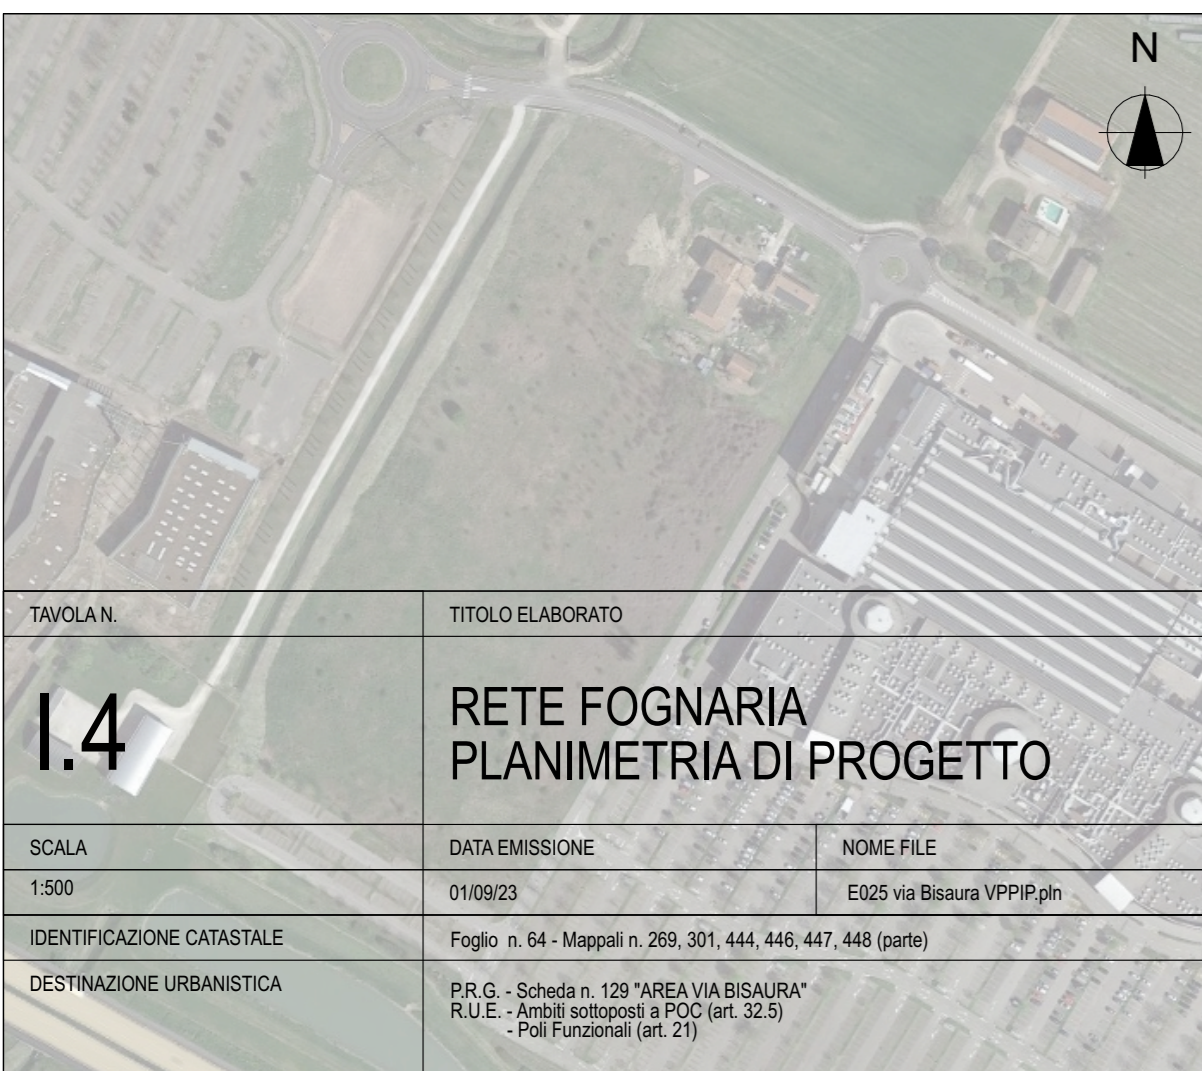 N
TAVOLA N.
TITOLO ELABORATO
I.4
RETE FOGNARIA
PLANIMETRIA DI PROGETTO
SCALA
DATA EMISSIONE
NOME FILE
1:500
01/09/23
E025 via Bisaura VPPIP.pln
IDENTIFICAZIONE CATASTALE
Foglio n. 64 - Mappali n. 269, 301, 444, 446, 447, 448 (parte)
DESTINAZIONE URBANISTICA
P.R.G. - Scheda n. 129 "AREA VIA BISAURA"
R.U.E. - Ambiti sottoposti a POC (art. 32.5)
- Poli Funzionali (art. 21)